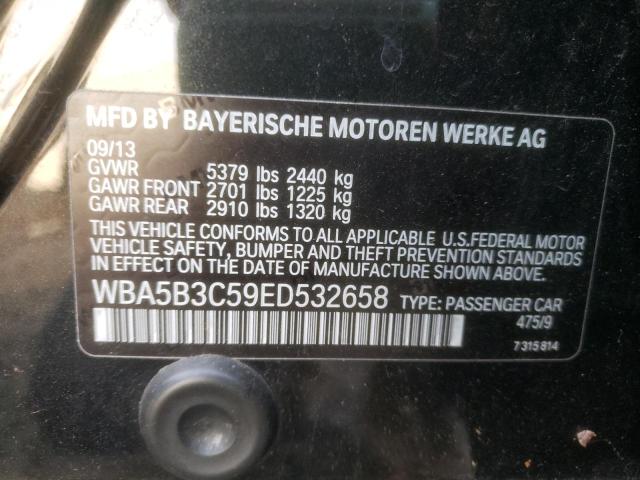 MFD BY BAYERISCHE MOTOREN WERKE AG
09/13
GVWR 5379 lbs 2440 kg
GAWR FRONT 2701 lbs 1225 kg
GAWR REAR 2910 lbs 1320 kg
THIS VEHICLE CONFORMS TO ALL APPLICABLE U.S.FEDERAL MOTOR
VEHICLE SAFETY, BUMPER AND THEFT PREVENTION STANDARDS
IN EFFECT ON THE DATE OF MANUFACTURE SHOWN ABOVE.
WBA5B3C59ED532658 TYPE: PASSENGER CAR
475/9
7 315 814